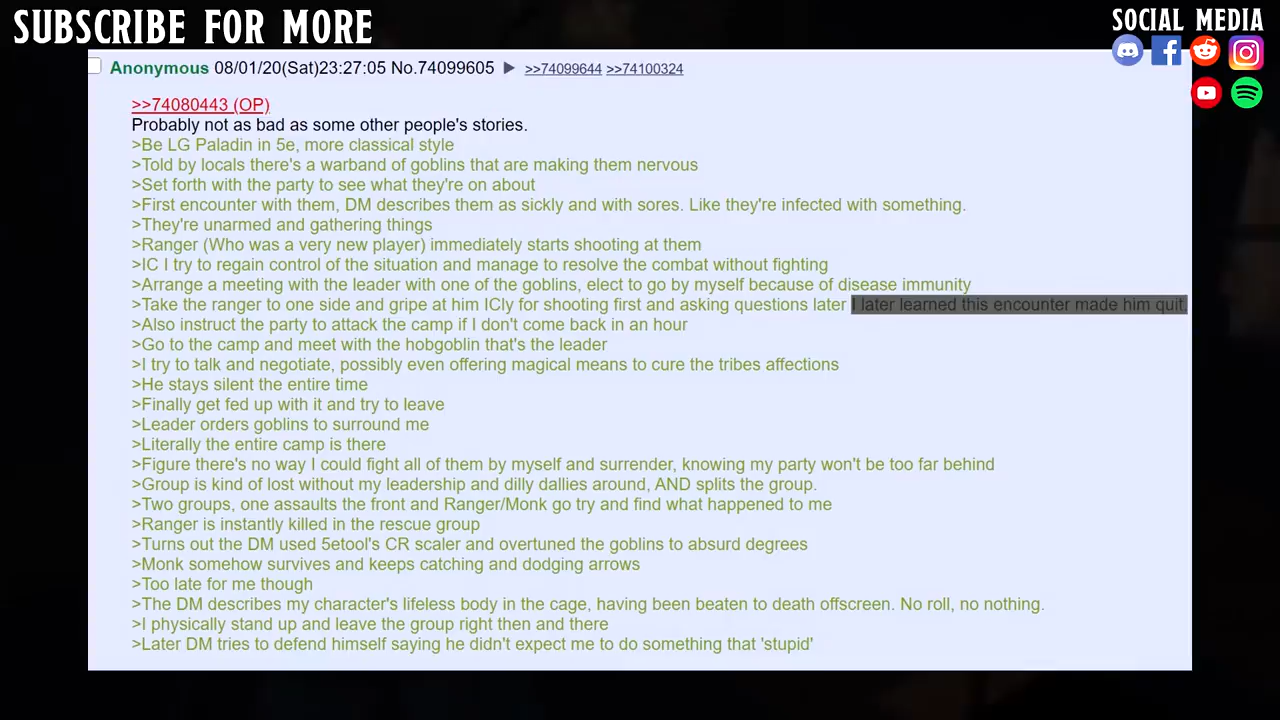 SUBSCRIBE FOR MORE
SOCIAL MEDIA
Anonymous 08/01/20(Sat)23:27:05 No.74099605 ▶ >>74099644 >>74100324
>>74080443 (OP)
Probably not as bad as some other people's stories.
>Be LG Paladin in 5e, more classical style
>Told by locals there's a warband of goblins that are making them nervous
>Set forth with the party to see what they're on about
>First encounter with them, DM describes them as sickly and with sores. Like they're infected with something.
>They're unarmed and gathering things
>Ranger (Who was a very new player) immediately starts shooting at them
>IC I try to regain control of the situation and manage to resolve the combat without fighting
>Arrange a meeting with the leader with one of the goblins, elect to go by myself because of disease immunity
>Take the ranger to one side and gripe at him ICly for shooting first and asking questions later I later learned this encounter made him quit.
>Also instruct the party to attack the camp if I don't come back in an hour
>Go to the camp and meet with the hobgoblin that's the leader
>I try to talk and negotiate, possibly even offering magical means to cure the tribes affections
>He stays silent the entire time
>Finally get fed up with it and try to leave
>Leader orders goblins to surround me
>Literally the entire camp is there
>Figure there's no way I could fight all of them by myself and surrender, knowing my party won't be too far behind
>Group is kind of lost without my leadership and dilly dallies around, AND splits the group.
>Two groups, one assaults the front and Ranger/Monk go try and find what happened to me
>Ranger is instantly killed in the rescue group
>Turns out the DM used 5etool's CR scaler and overtuned the goblins to absurd degrees
>Monk somehow survives and keeps catching and dodging arrows
>Too late for me though
>The DM describes my character's lifeless body in the cage, having been beaten to death offscreen. No roll, no nothing.
>I physically stand up and leave the group right then and there
>Later DM tries to defend himself saying he didn't expect me to do something that 'stupid'